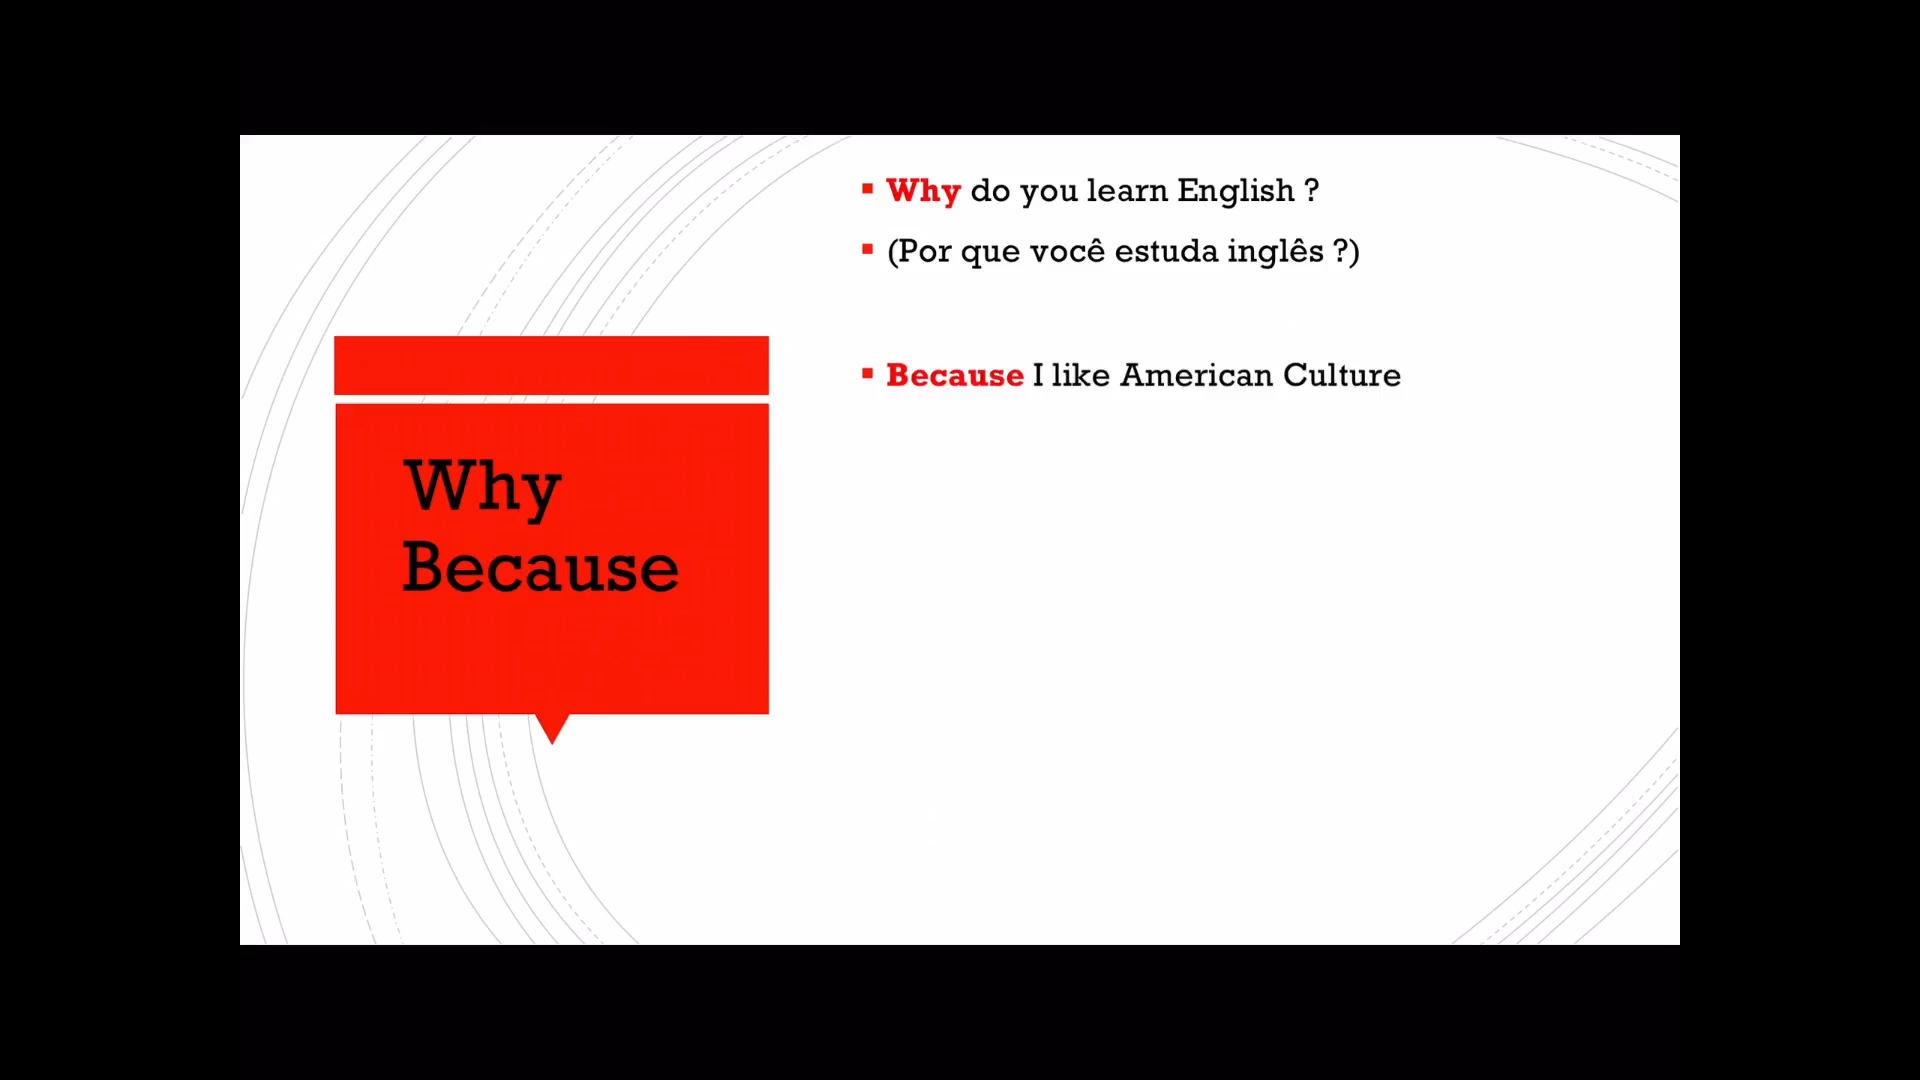 Why
Because
Why do you learn English ?
(Por que você estuda inglês ?)
Because I like American Culture